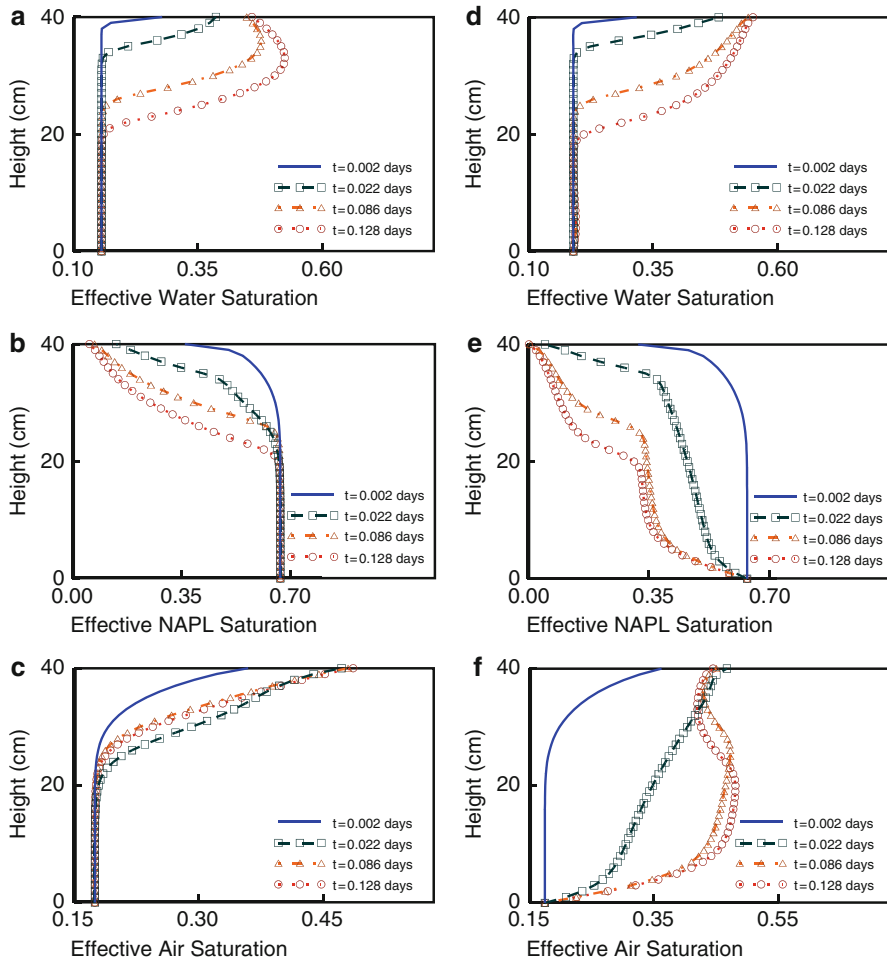 a
40
20
0
Height (cm)
t=0.002 days
t=0.022 days
t=0.086 days
t=0.128 days
0.10 0.35 0.60
Effective Water Saturation
d
40
20
0
Height (cm)
t=0.002 days
t=0.022 days
t=0.086 days
t=0.128 days
0.10 0.35 0.60
Effective Water Saturation
b
40
20
0
Height (cm)
t=0.002 days
t=0.022 days
t=0.086 days
t=0.128 days
0.00 0.35 0.70
Effective NAPL Saturation
e
40
20
0
Height (cm)
t=0.002 days
t=0.022 days
t=0.086 days
t=0.128 days
0.00 0.35 0.70
Effective NAPL Saturation
c
40
20
0
Height (cm)
t=0.002 days
t=0.022 days
t=0.086 days
t=0.128 days
0.15 0.30 0.45
Effective Air Saturation
f
40
20
0
Height (cm)
t=0.002 days
t=0.022 days
t=0.086 days
t=0.128 days
0.15 0.35 0.55
Effective Air Saturation